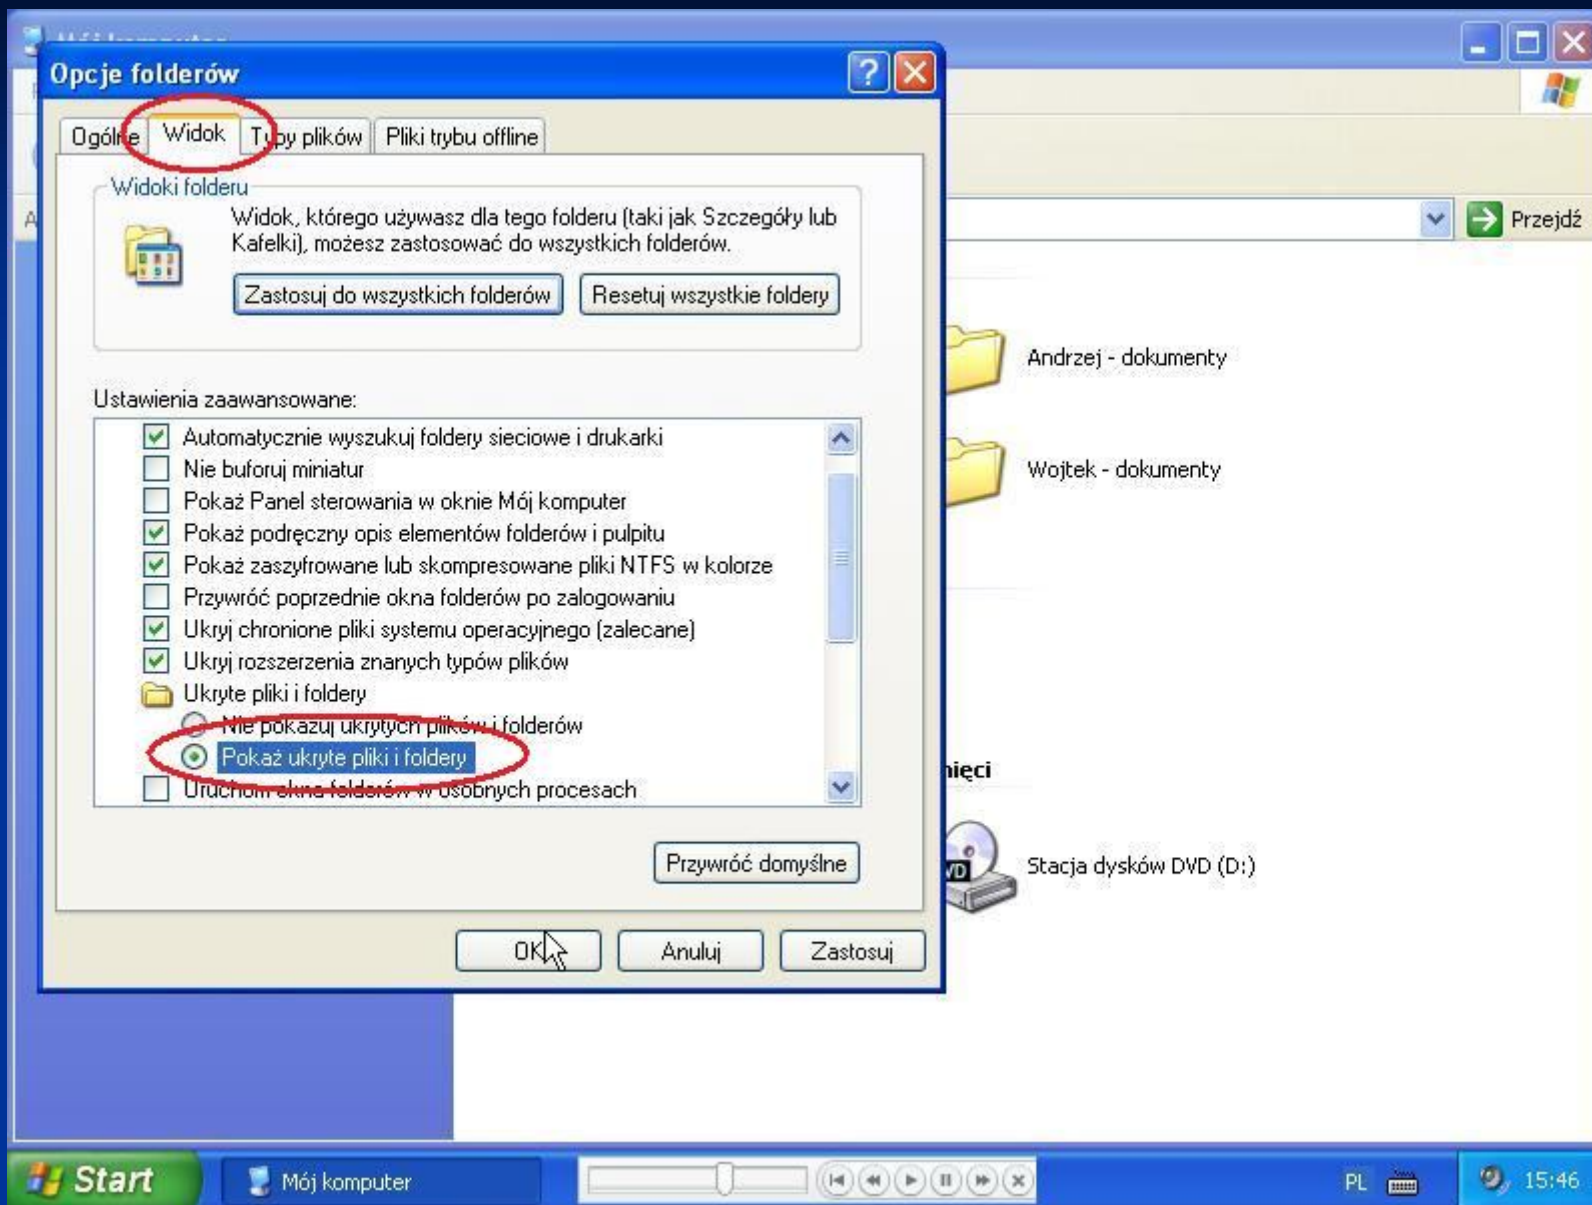 Mój komputer
Opcje folderów
Ogólne
Widok
Typy plików
Pliki trybu offline
Widoki folderu
Widok, którego używasz dla tego folderu (taki jak Szczegóły lub
Kafelki), możesz zastosować do wszystkich folderów.
Zastosuj do wszystkich folderów
Resetuj wszystkie foldery
Przejdź
Andrzej - dokumenty
Wojtek - dokumenty
Ustawienia zaawansowane:
Automatycznie wyszukuj foldery sieciowe i drukarki
Nie buforuj miniatur
Pokaż Panel sterowania w oknie Mój komputer
Pokaż podręczny opis elementów folderów i pulpitu
Pokaż zaszyfrowane lub skompresowane pliki NTFS w kolorze
Przywróć poprzednie okna folderów po zalogowaniu
Ukryj chronione pliki systemu operacyjnego (zalecane)
Ukryj rozszerzenia znanych typów plików
Ukryte pliki i foldery
Nie pokazuj ukrytych plików i folderów
Pokaż ukryte pliki i foldery
Uruchom okna folderów w osobnych procesach
ięci
Stacja dysków DVD (D:)
Przywróć domyślne
OK
Anuluj
Zastosuj
Start
Mój komputer
PL
15:46